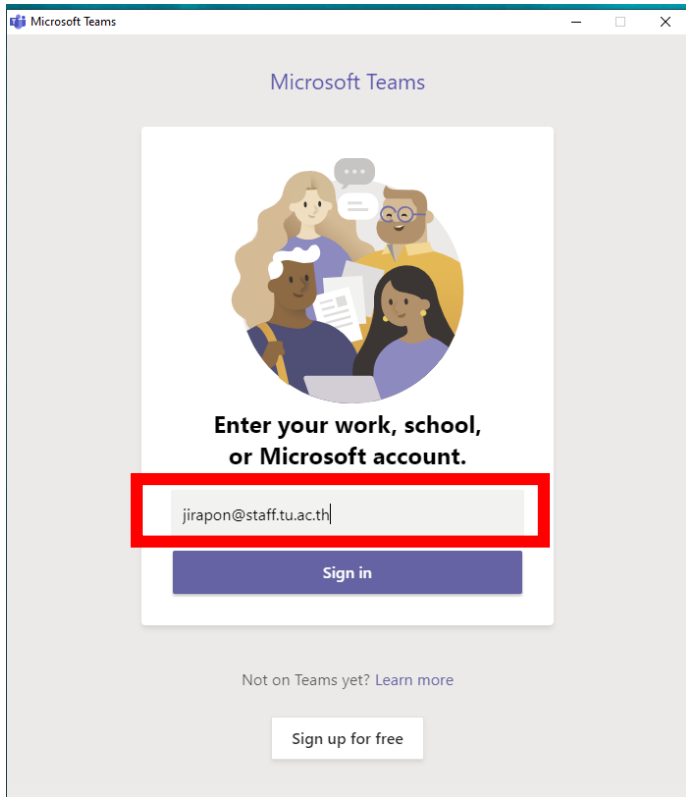 Microsoft Teams
Microsoft Teams
Enter your work, school,
or Microsoft account.
jirapon@staff.tu.ac.th
Sign in
Not on Teams yet? Learn more
Sign up for free